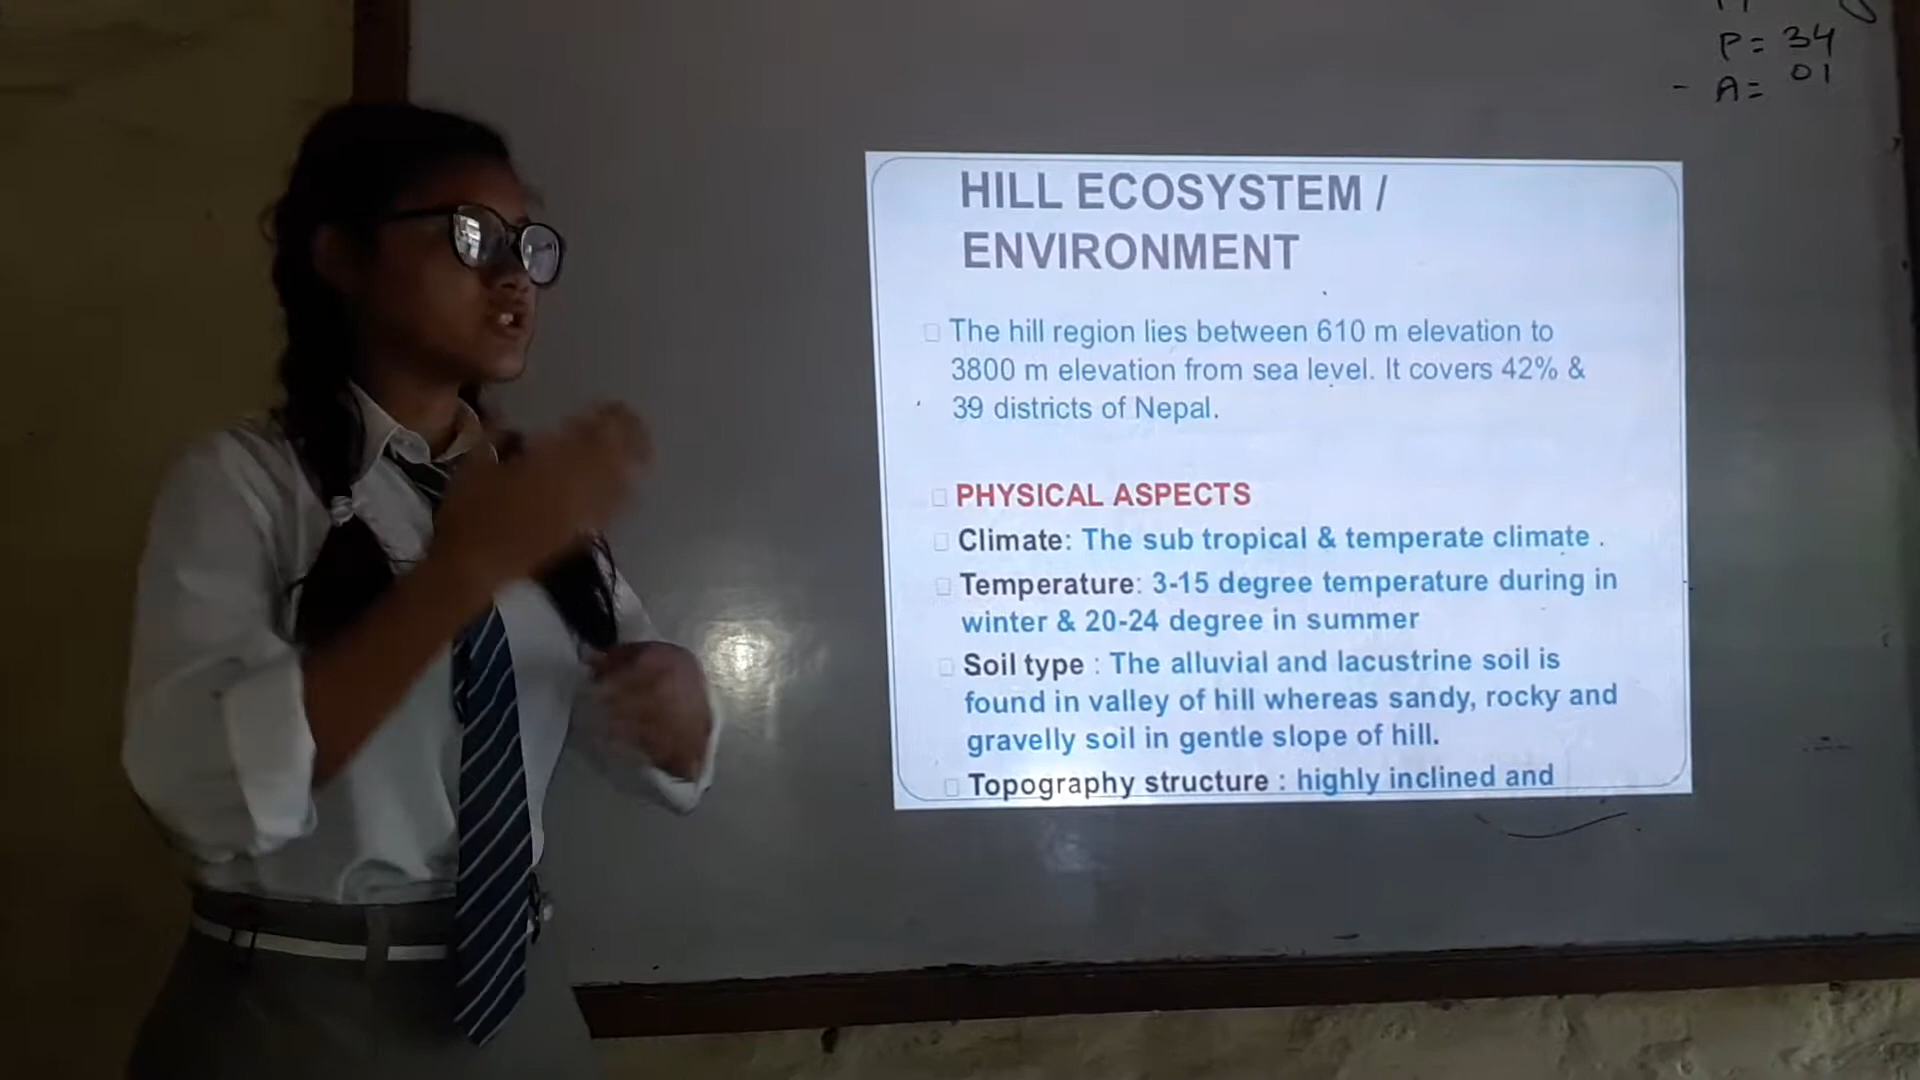 P = 34
- A = 01
HILL ECOSYSTEM /
ENVIRONMENT
The hill region lies between 610 m elevation to
3800 m elevation from sea level. It covers 42% &
39 districts of Nepal.
PHYSICAL ASPECTS
Climate: The sub tropical & temperate climate .
Temperature: 3-15 degree temperature during in
winter & 20-24 degree in summer
Soil type : The alluvial and lacustrine soil is
found in valley of hill whereas sandy, rocky and
gravelly soil in gentle slope of hill.
Topography structure : highly inclined and